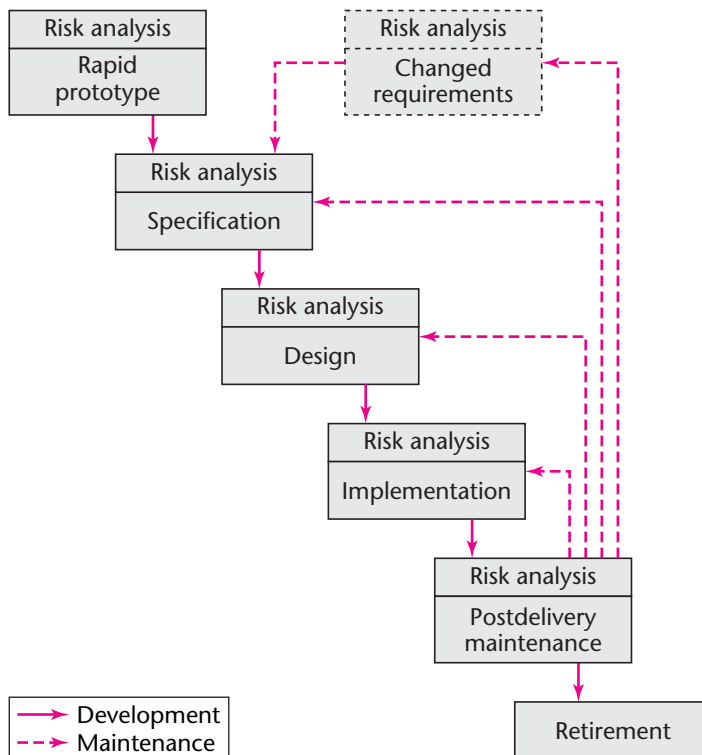 Risk analysis
Rapid
prototype
Risk analysis
Changed
requirements
Risk analysis
Specification
Risk analysis
Design
Risk analysis
Implementation
Risk analysis
Postdelivery
maintenance
Retirement
Development
Maintenance